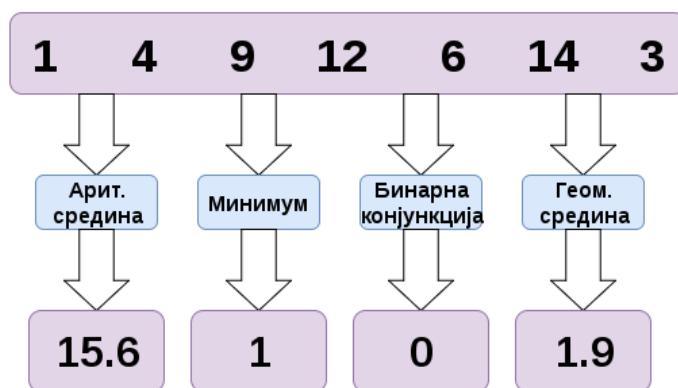 1 4 9 12 6 14 3
Арит.
средина
Минимум
Бинарна
конјункција
Геом.
средина
15.6 1 0 1.9